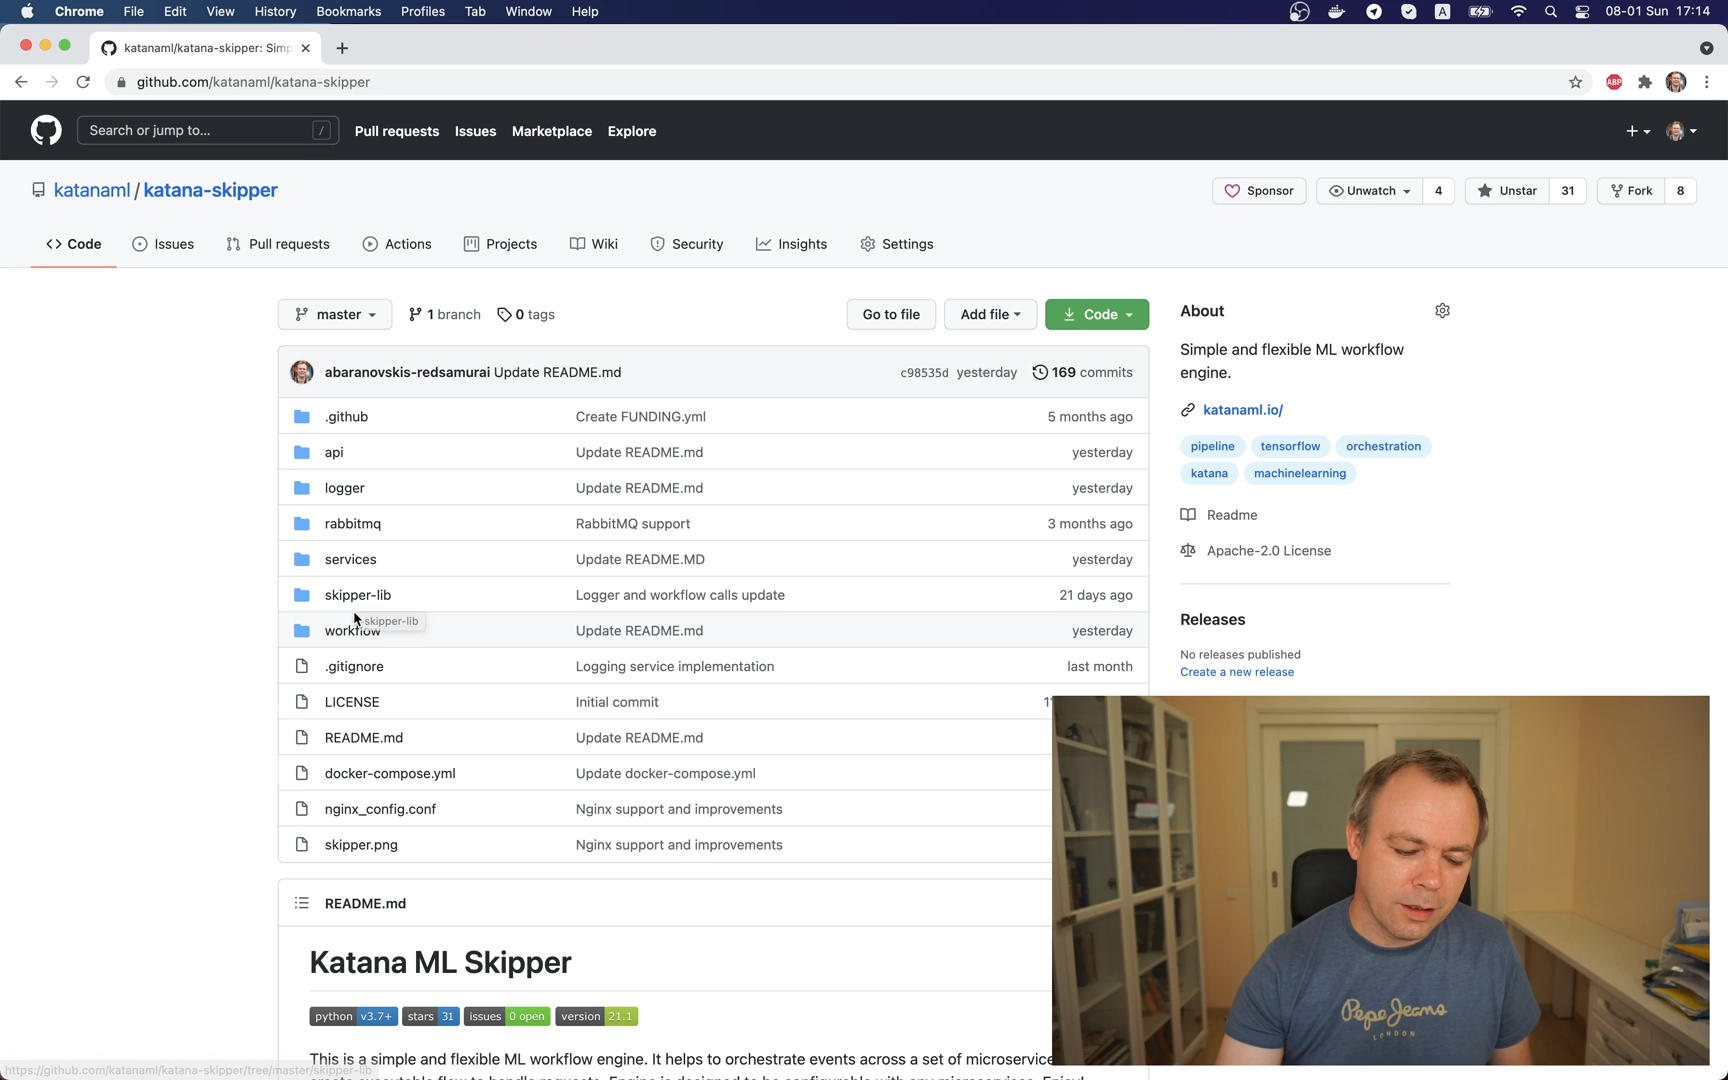 Chrome File Edit View History Bookmarks Profiles Tab Window Help A 08-01 Sun 17:14
katanaml/katana-skipper: Simp
github.com/katanaml/katana-skipper ABP
Search or jump to... / Pull requests Issues Marketplace Explore
katanaml / katana-skipper Sponsor Unwatch 4 Unstar 31 Fork 8
Code Issues Pull requests Actions Projects Wiki Security Insights Settings
master 1 branch 0 tags Go to file Add file Code
abaranovskis-redsamurai Update README.md c98535d yesterday 169 commits
.github Create FUNDING.yml 5 months ago
api Update README.md yesterday
logger Update README.md yesterday
rabbitmq RabbitMQ support 3 months ago
services Update README.MD yesterday
skipper-lib Logger and workflow calls update 21 days ago
skipper-lib
workflow Update README.md yesterday
.gitignore Logging service implementation last month
LICENSE Initial commit
README.md Update README.md
docker-compose.yml Update docker-compose.yml
nginx_config.conf Nginx support and improvements
skipper.png Nginx support and improvements
README.md
Katana ML Skipper
python v3.7+ stars 31 issues 0 open version 21.1
This is a simple and flexible ML workflow engine. It helps to orchestrate events across a set of microservice
https://github.com/katanaml/katana-skipper/tree/master/skipper-lib
About
Simple and flexible ML workflow
engine.
katanaml.io/
pipeline tensorflow orchestration
katana machinelearning
Readme
Apache-2.0 License
Releases
No releases published
Create a new release
Pepe Jeans
LONDON